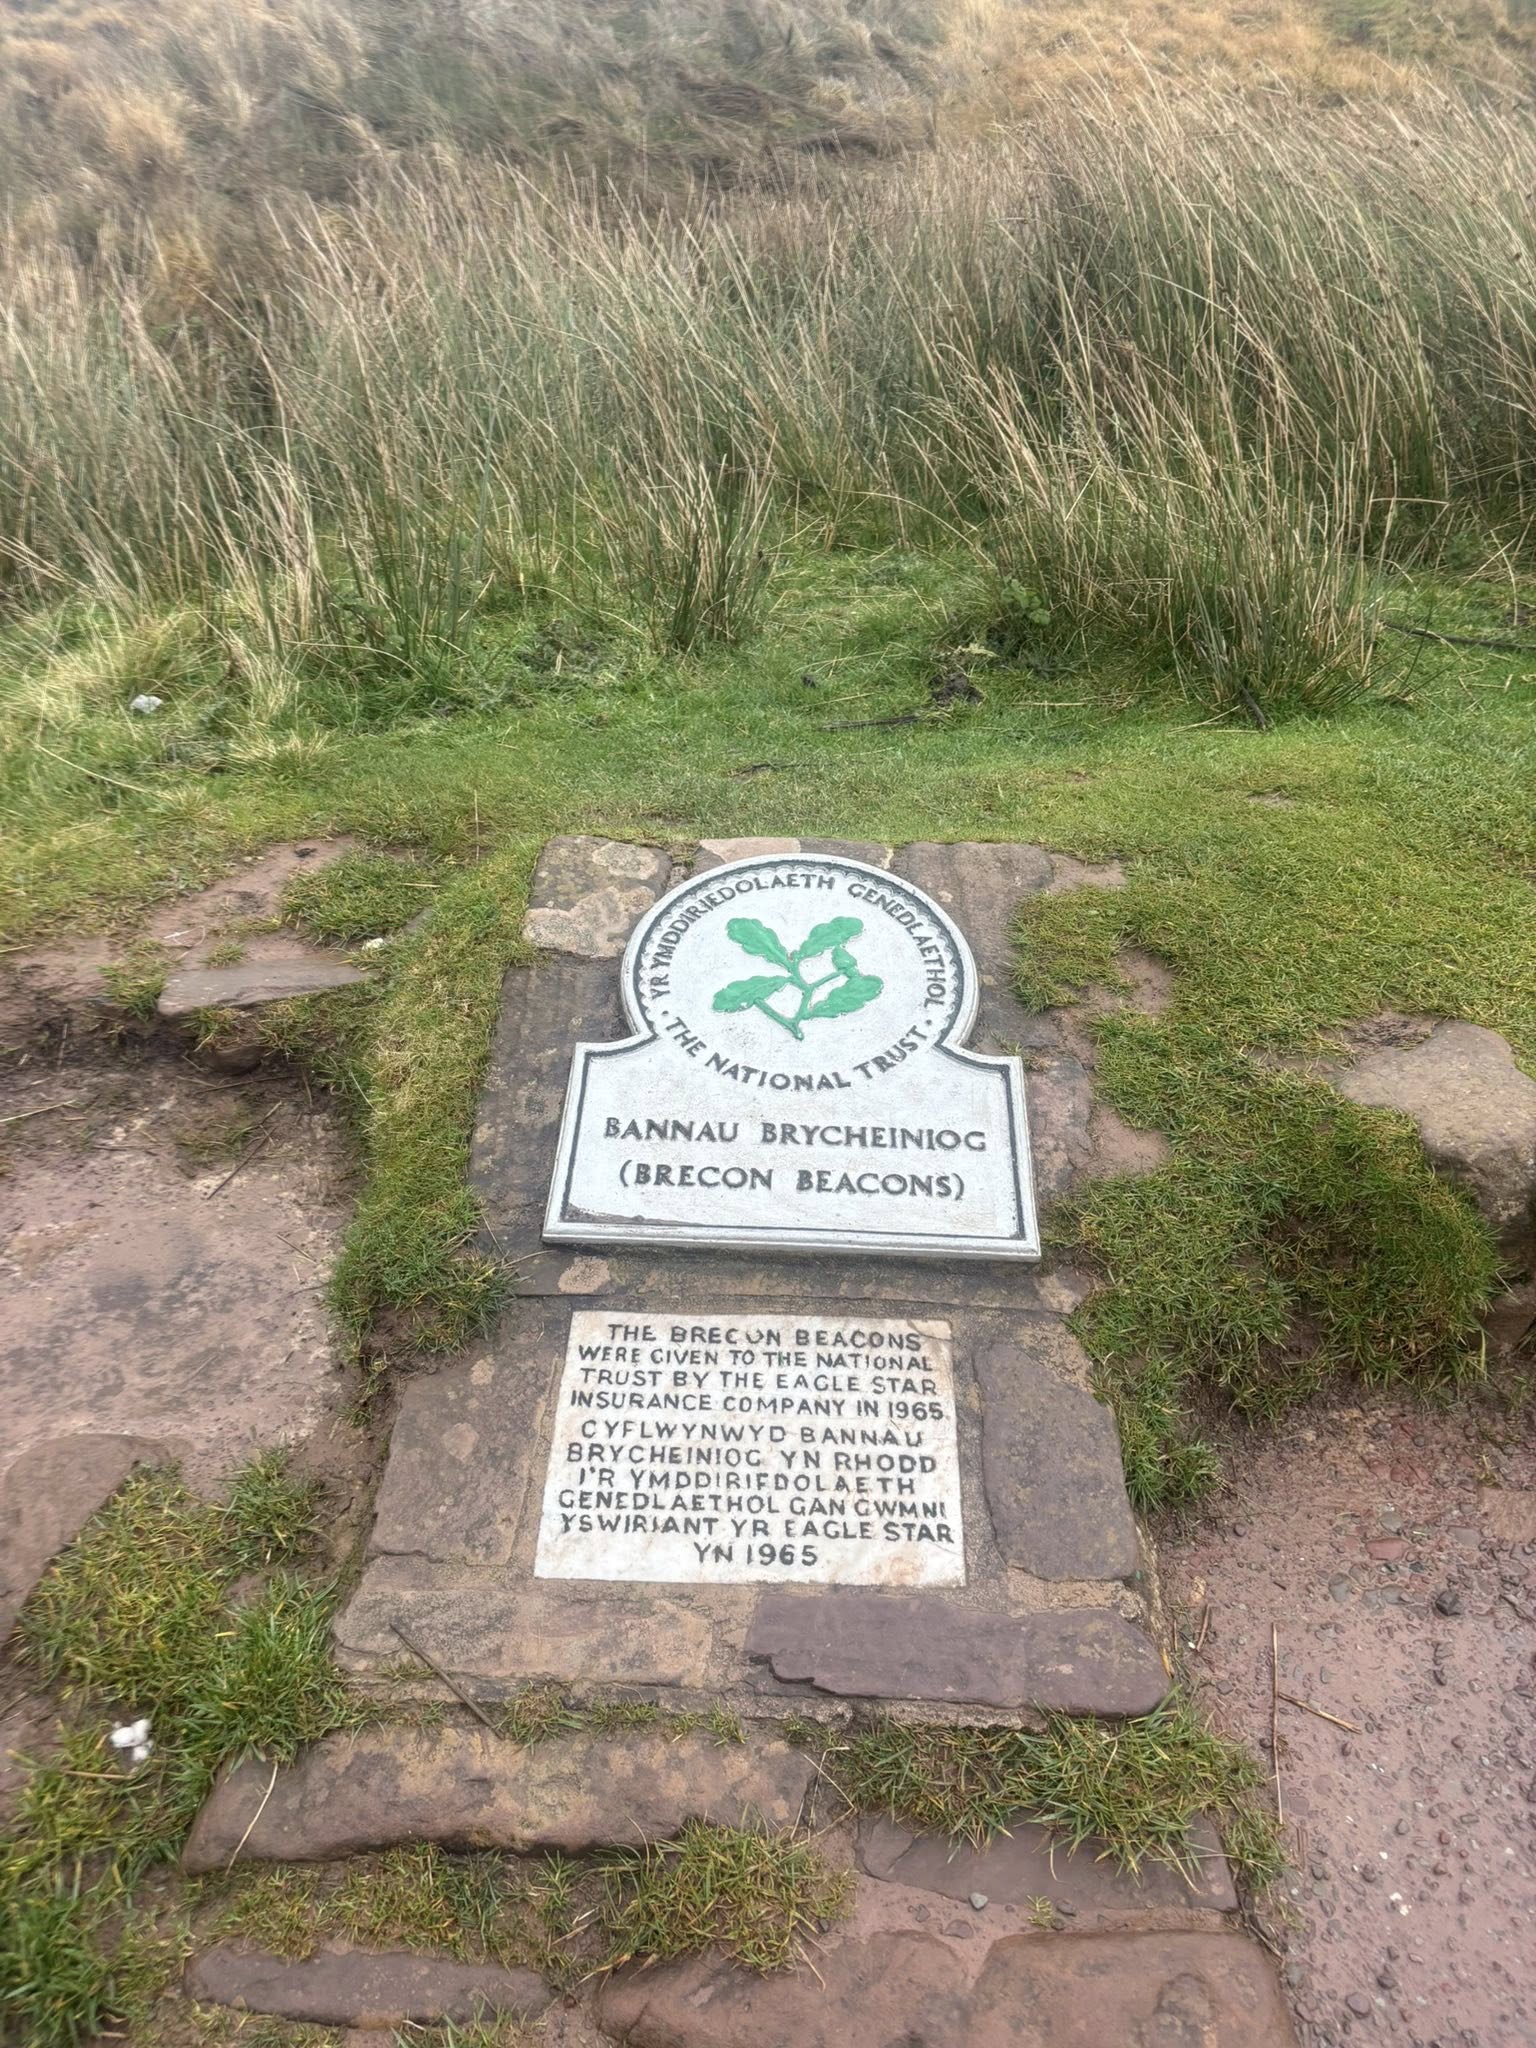 YR YMDDIRIEDOLAETH GENEDLAETHOL
· THE NATIONAL TRUST ·
BANNAU BRYCHEINIOG
(BRECON BEACONS)
THE BRECON BEACONS
WERE GIVEN TO THE NATIONAL
TRUST BY THE EAGLE STAR
INSURANCE COMPANY IN 1965.
CYFLWYNWYD BANNAU
BRYCHEINIOG YN RHODD
I'R YMDDIRIEDOLAETH
GENEDLAETHOL GAN GWMNI
YSWIRIANT YR EAGLE STAR
YN 1965